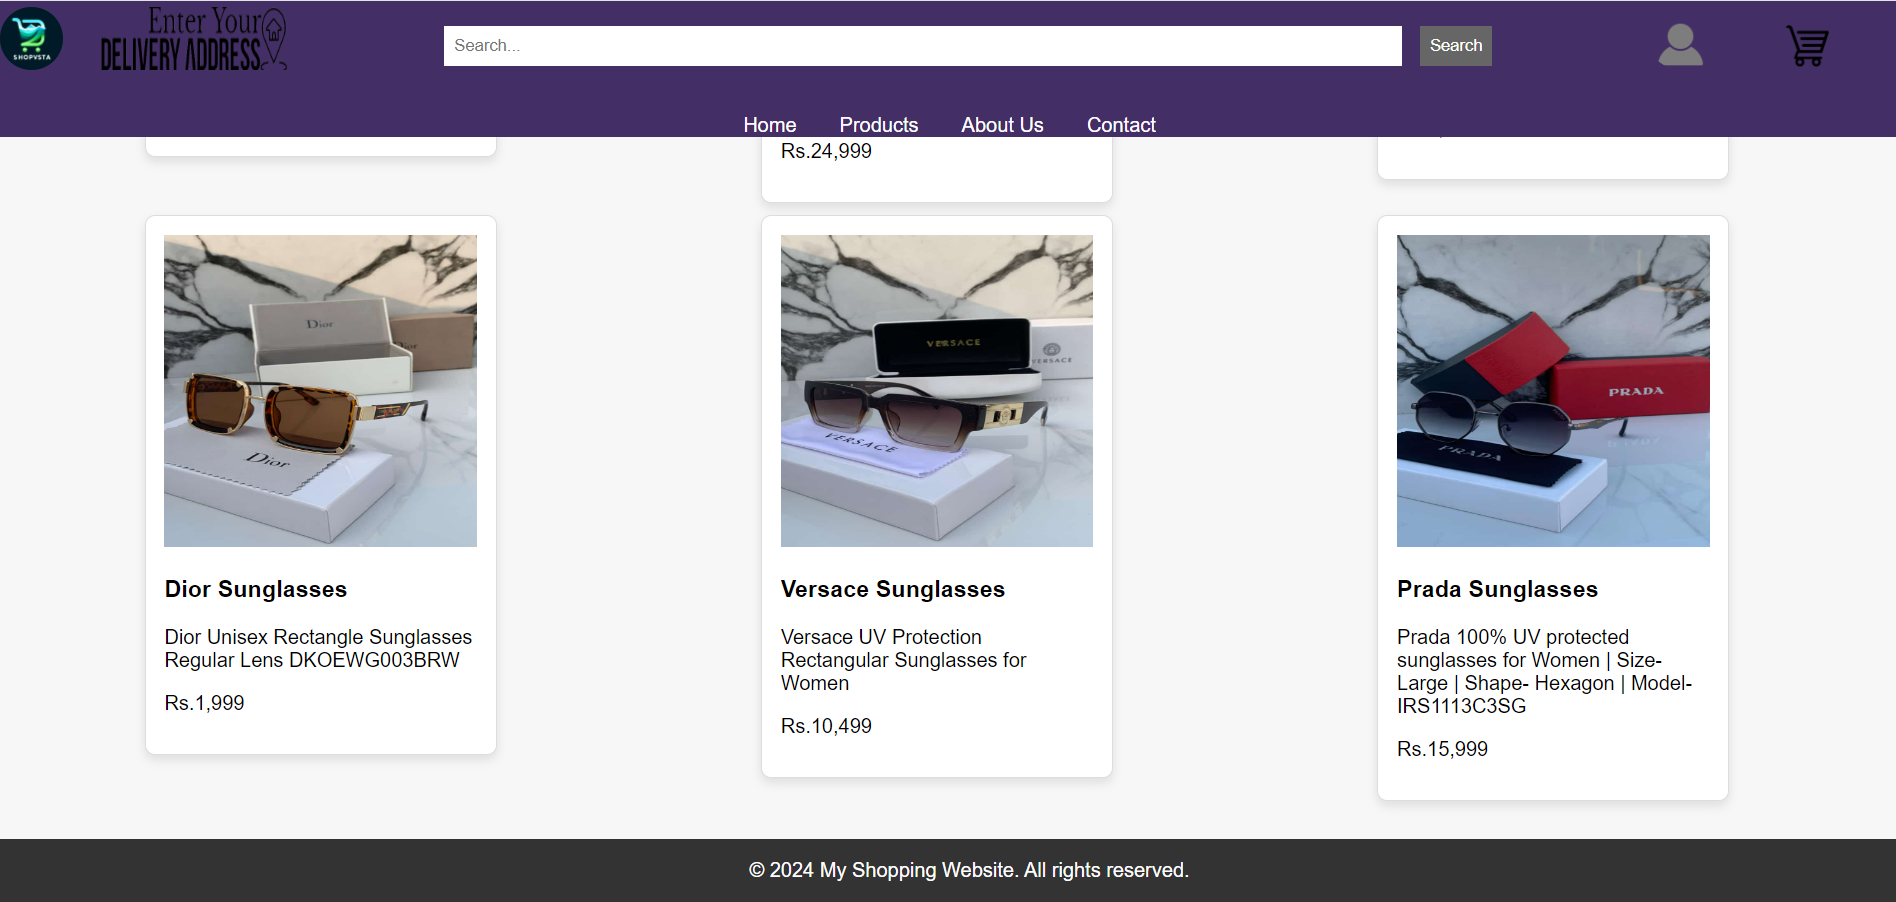 SHOPVSTA
Enter Your
DELIVERY ADDRESS
Search...
Search
Home
Products
About Us
Contact
Rs.24,999
Dior
Dior
Dior
VERSACE
VERSACE
VERSACE
PRADA
PRADA
Dior Sunglasses
Dior Unisex Rectangle Sunglasses
Regular Lens DKOEWG003BRW
Rs.1,999
Versace Sunglasses
Versace UV Protection
Rectangular Sunglasses for
Women
Rs.10,499
Prada Sunglasses
Prada 100% UV protected
sunglasses for Women | Size-
Large | Shape- Hexagon | Model-
IRS1113C3SG
Rs.15,999
© 2024 My Shopping Website. All rights reserved.